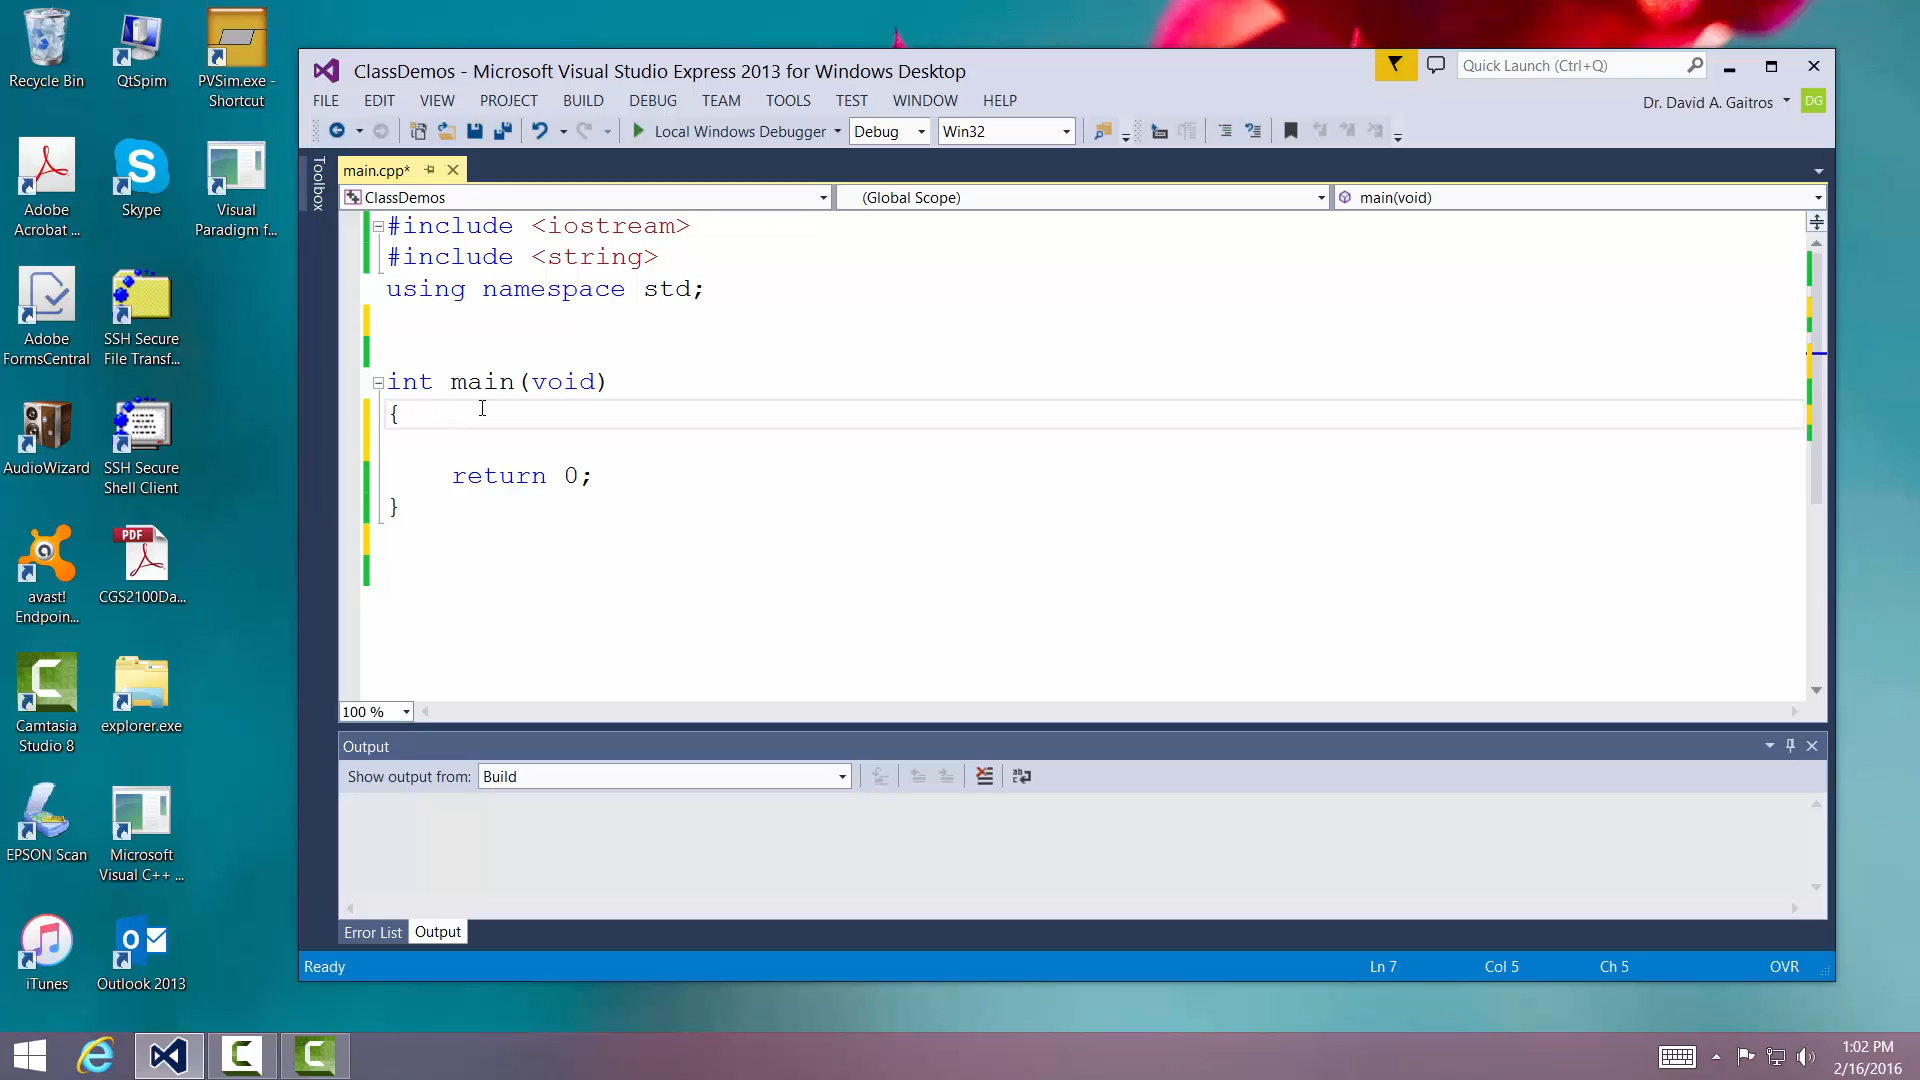 Recycle Bin
QtSpim
PVSim.exe -
Shortcut
Adobe
Acrobat ...
Skype
Visual
Paradigm f...
Adobe
FormsCentral
SSH Secure
File Transf...
AudioWizard
SSH Secure
Shell Client
avast!
Endpoin...
PDF
CGS2100Da...
Camtasia
Studio 8
explorer.exe
EPSON Scan
Microsoft
Visual C++ ...
iTunes
Outlook 2013
ClassDemos - Microsoft Visual Studio Express 2013 for Windows Desktop
Quick Launch (Ctrl+Q)
FILE EDIT VIEW PROJECT BUILD DEBUG TEAM TOOLS TEST WINDOW HELP
Dr. David A. Gaitros DG
Local Windows Debugger Debug Win32
Toolbox
main.cpp*
ClassDemos (Global Scope) main(void)
#include <iostream>
#include <string>
using namespace std;
int main(void)
{
return 0;
}
100 %
Output
Show output from: Build
Error List Output
Ready Ln 7 Col 5 Ch 5 OVR
1:02 PM
2/16/2016